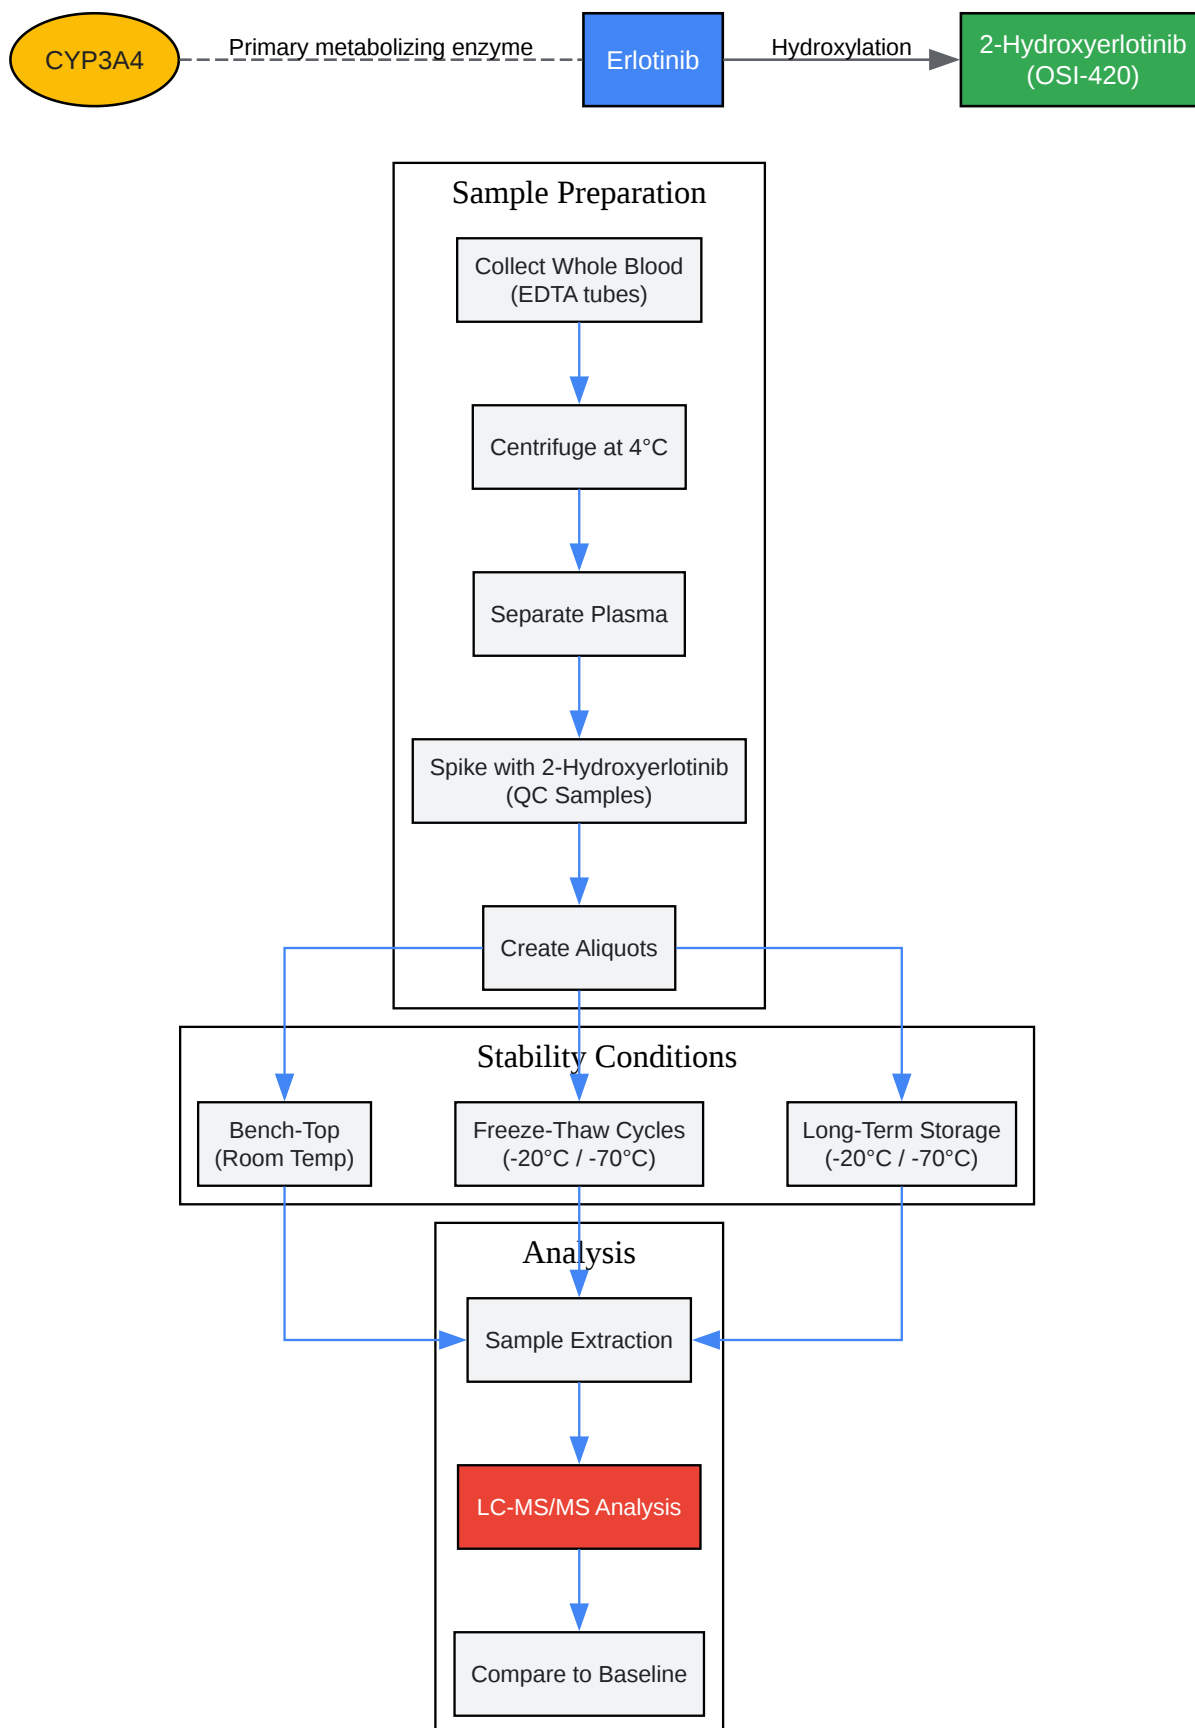 CYP3A4
Primary metabolizing enzyme
Erlotinib
Hydroxylation
2-Hydroxyerlotinib
(OSI-420)
Sample Preparation
Collect Whole Blood
(EDTA tubes)
Centrifuge at 4°C
Separate Plasma
Spike with 2-Hydroxyerlotinib
(QC Samples)
Create Aliquots
Stability Conditions
Bench-Top
(Room Temp)
Freeze-Thaw Cycles
(-20°C / -70°C)
Long-Term Storage
(-20°C / -70°C)
Analysis
Sample Extraction
LC-MS/MS Analysis
Compare to Baseline